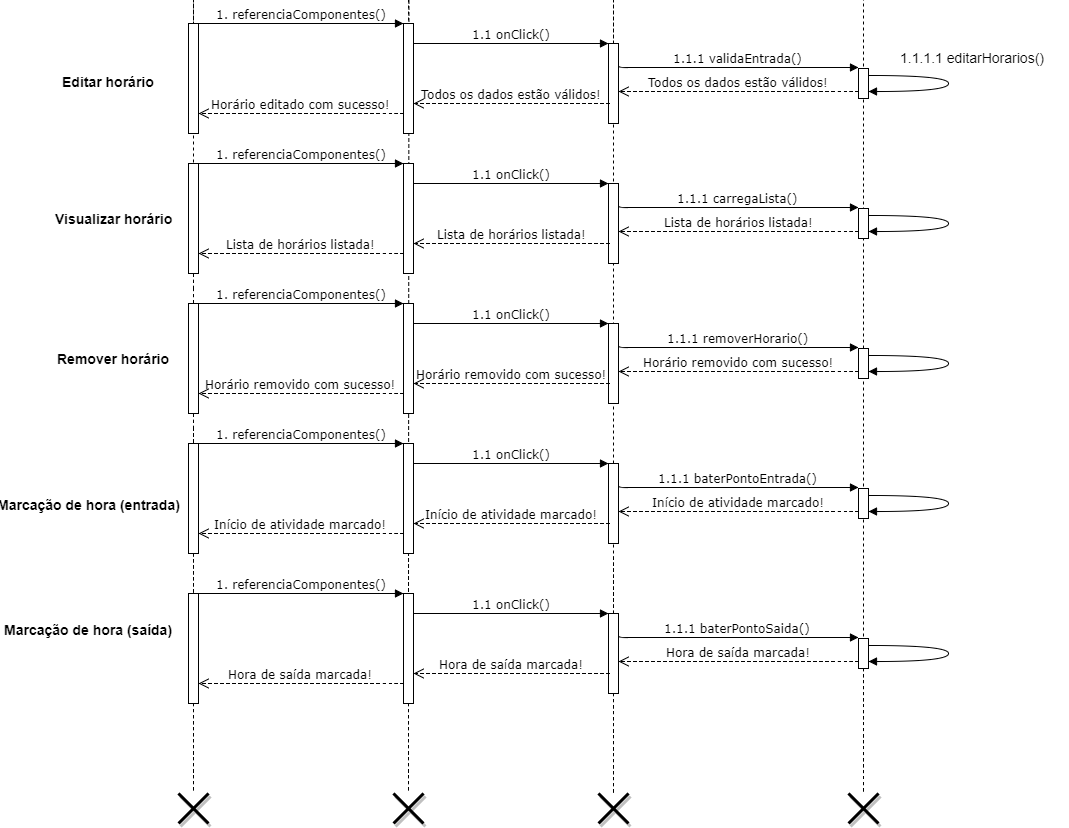 1. referenciaComponentes()
1.1 onClick()
1.1.1 validaEntrada()
1.1.1.1 editarHorarios()
Editar horário
Todos os dados estão válidos!
Todos os dados estão válidos!
Horário editado com sucesso!
1. referenciaComponentes()
1.1 onClick()
1.1.1 carregaLista()
Visualizar horário
Lista de horários listada!
Lista de horários listada!
Lista de horários listada!
1. referenciaComponentes()
1.1 onClick()
1.1.1 removerHorario()
Remover horário
Horário removido com sucesso!
Horário removido com sucesso!
Horário removido com sucesso!
1. referenciaComponentes()
1.1 onClick()
1.1.1 baterPontoEntrada()
Marcação de hora (entrada)
Início de atividade marcado!
Início de atividade marcado!
Início de atividade marcado!
1. referenciaComponentes()
1.1 onClick()
1.1.1 baterPontoSaida()
Marcação de hora (saída)
Hora de saída marcada!
Hora de saída marcada!
Hora de saída marcada!